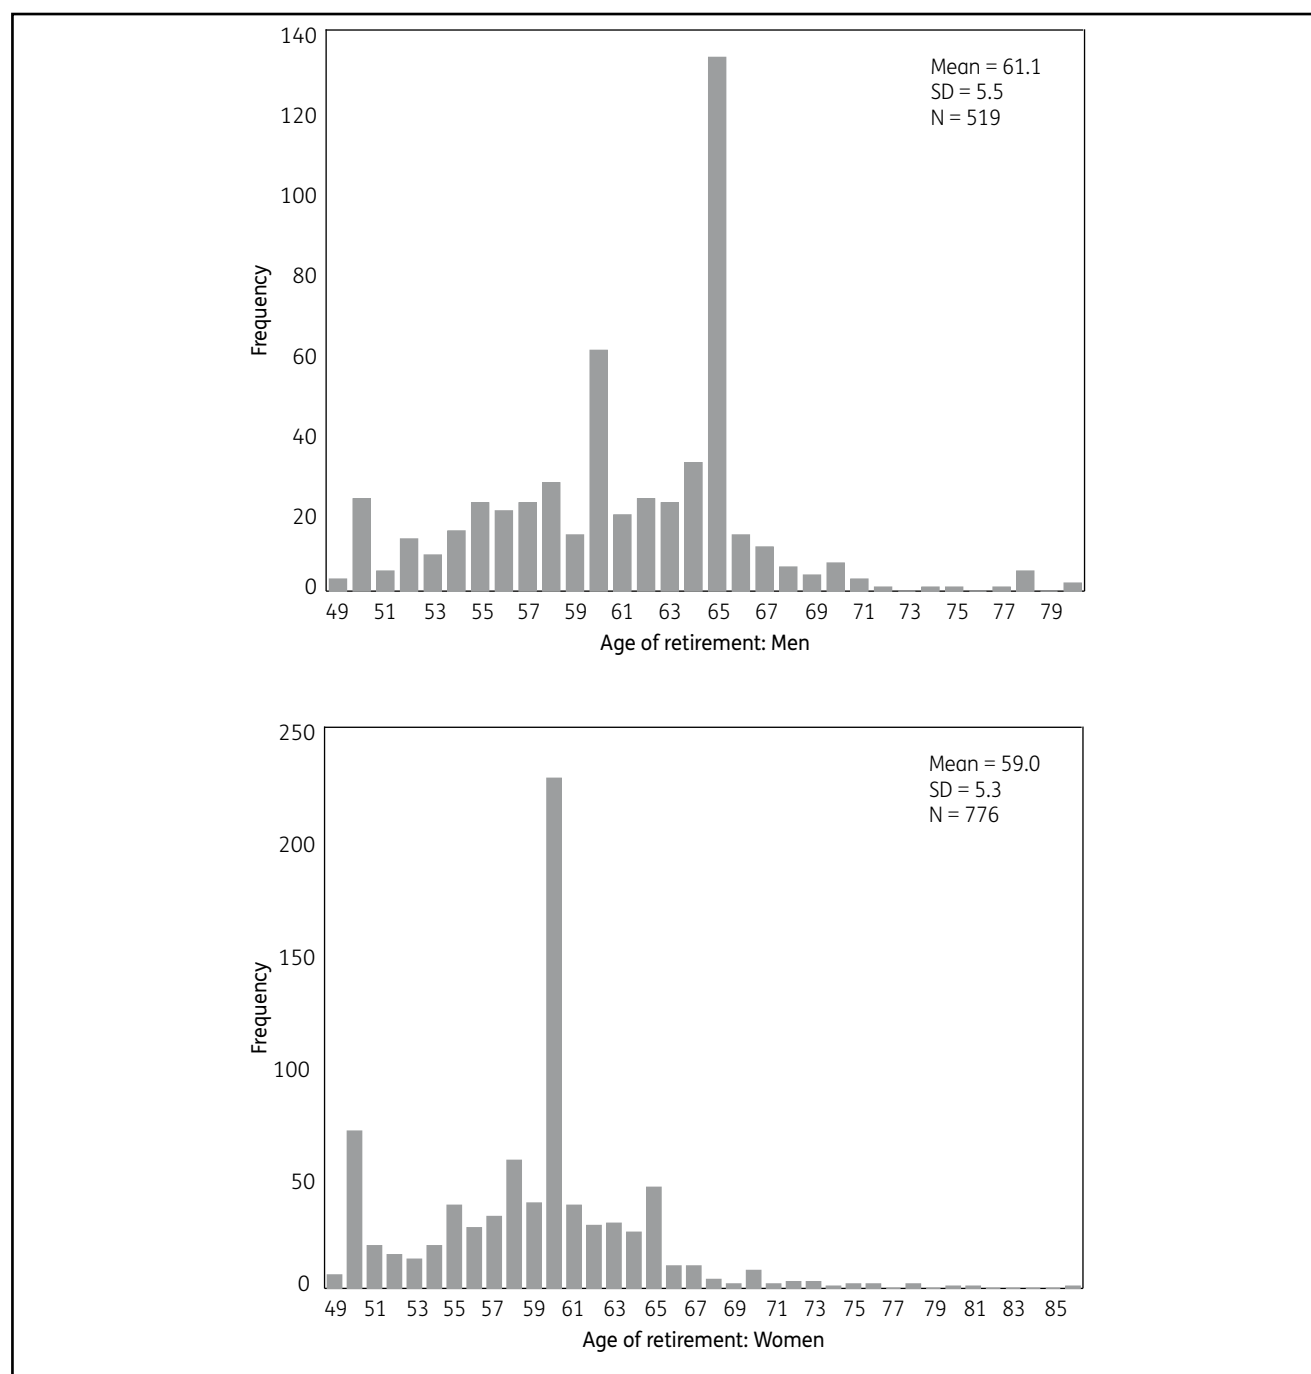 140
Mean = 61.1
SD = 5.5
120
N = 519
100
80
Frequency
60
40
20
0
49 51 53 55 57 59 61 63 65 67 69 71 73 75 77 79
Age of retirement: Men
250
Mean = 59.0
SD = 5.3
N = 776
200
150
Frequency
100
50
0
49 51 53 55 57 59 61 63 65 67 69 71 73 75 77 79 81 83 85
Age of retirement: Women